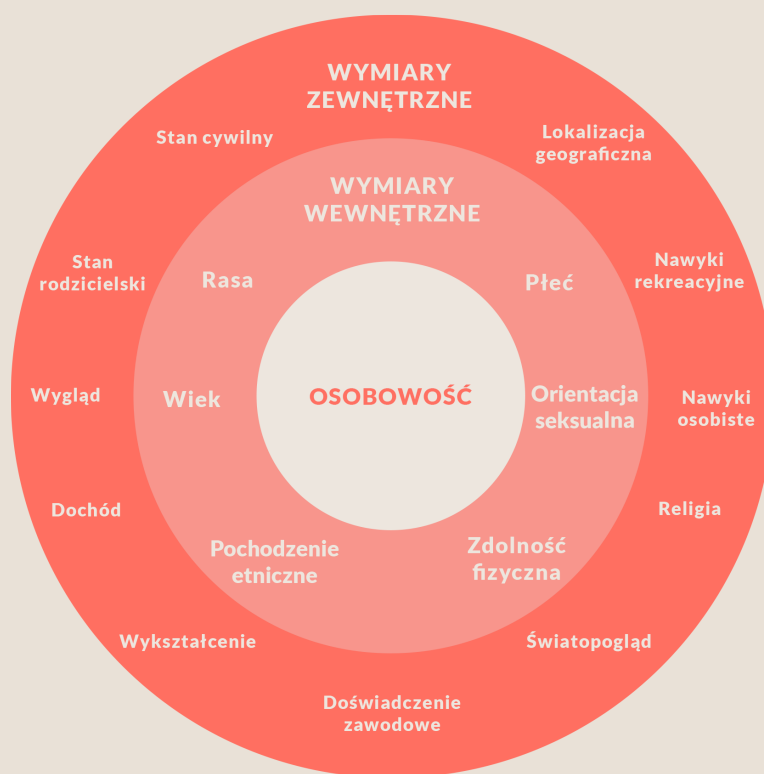 WYMIARY
ZEWNĘTRZNE
Stan cywilny
Lokalizacja
geograficzna
WYMIARY
WEWNĘTRZNE
Stan
rodzicielski
Rasa
Płeć
Nawyki
rekreacyjne
Wygląd
Wiek
OSOBOWOŚĆ
Orientacja
seksualna
Nawyki
osobiste
Dochód
Religia
Pochodzenie
etniczne
Zdolność
fizyczna
Wykształcenie
Światopogląd
Doświadczenie
zawodowe